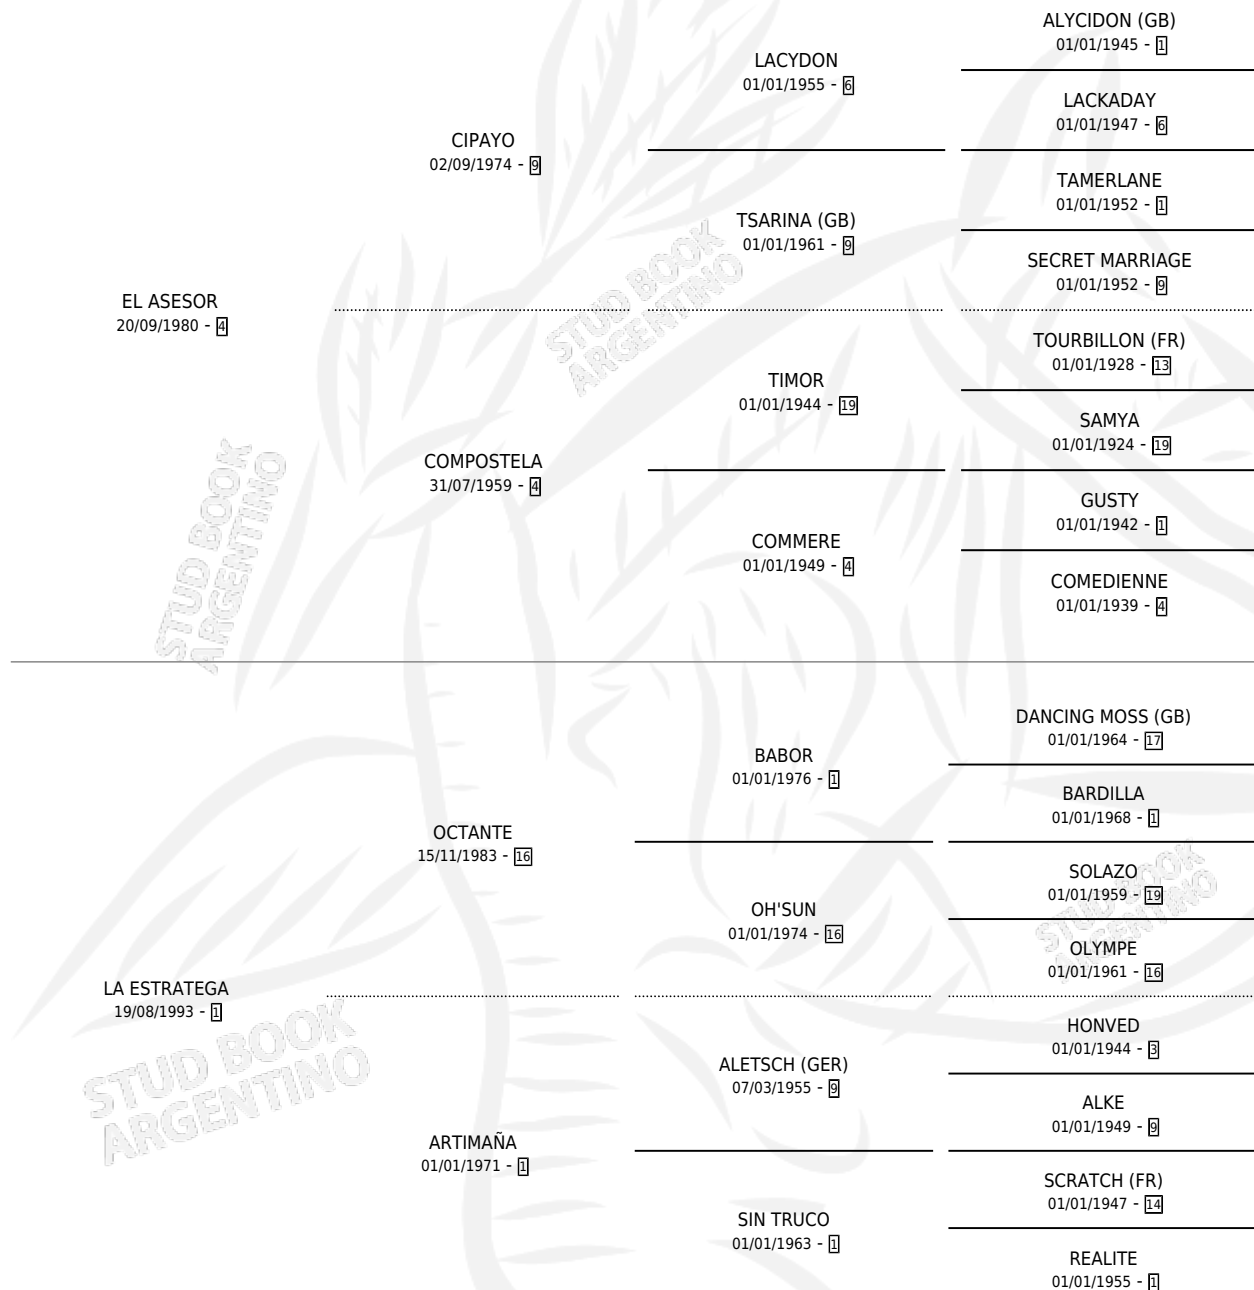 ALYCIDON (GB)
01/01/1945 - 1
LACYDON
01/01/1955 - 6
LACKADAY
01/01/1947 - 6
CIPAYO
02/09/1974 - 9
TAMERLANE
01/01/1952 - 1
TSARINA (GB)
01/01/1961 - 9
SECRET MARRIAGE
01/01/1952 - 9
EL ASESOR
20/09/1980 - 4
STUD BOOK
ARGENTINO
TOURBILLON (FR)
01/01/1928 - 13
TIMOR
01/01/1944 - 19
SAMYA
01/01/1924 - 19
COMPOSTELA
31/07/1959 - 4
GUSTY
01/01/1942 - 1
COMMERE
01/01/1949 - 4
COMEDIENNE
01/01/1939 - 4
STUD BOOK
ARGENTINO
DANCING MOSS (GB)
01/01/1964 - 17
BABOR
01/01/1976 - 1
BARDILLA
01/01/1968 - 1
OCTANTE
15/11/1983 - 16
SOLAZO
01/01/1959 - 19
OH'SUN
01/01/1974 - 16
STUD BOOK
ARGENTINO
OLYMPE
01/01/1961 - 16
LA ESTRATEGA
19/08/1993 - 1
STUD BOOK
ARGENTINO
HONVED
01/01/1944 - 3
ALETSCH (GER)
07/03/1955 - 9
ALKE
01/01/1949 - 9
ARTIMAÑA
01/01/1971 - 1
SCRATCH (FR)
01/01/1947 - 14
SIN TRUCO
01/01/1963 - 1
REALITE
01/01/1955 - 1